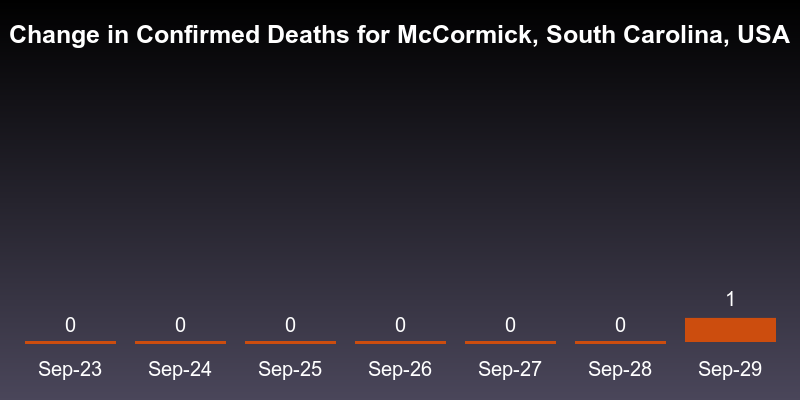 Change in Confirmed Deaths for McCormick, South Carolina, USA
0 0 0 0 0 0 1
Sep-23 Sep-24 Sep-25 Sep-26 Sep-27 Sep-28 Sep-29